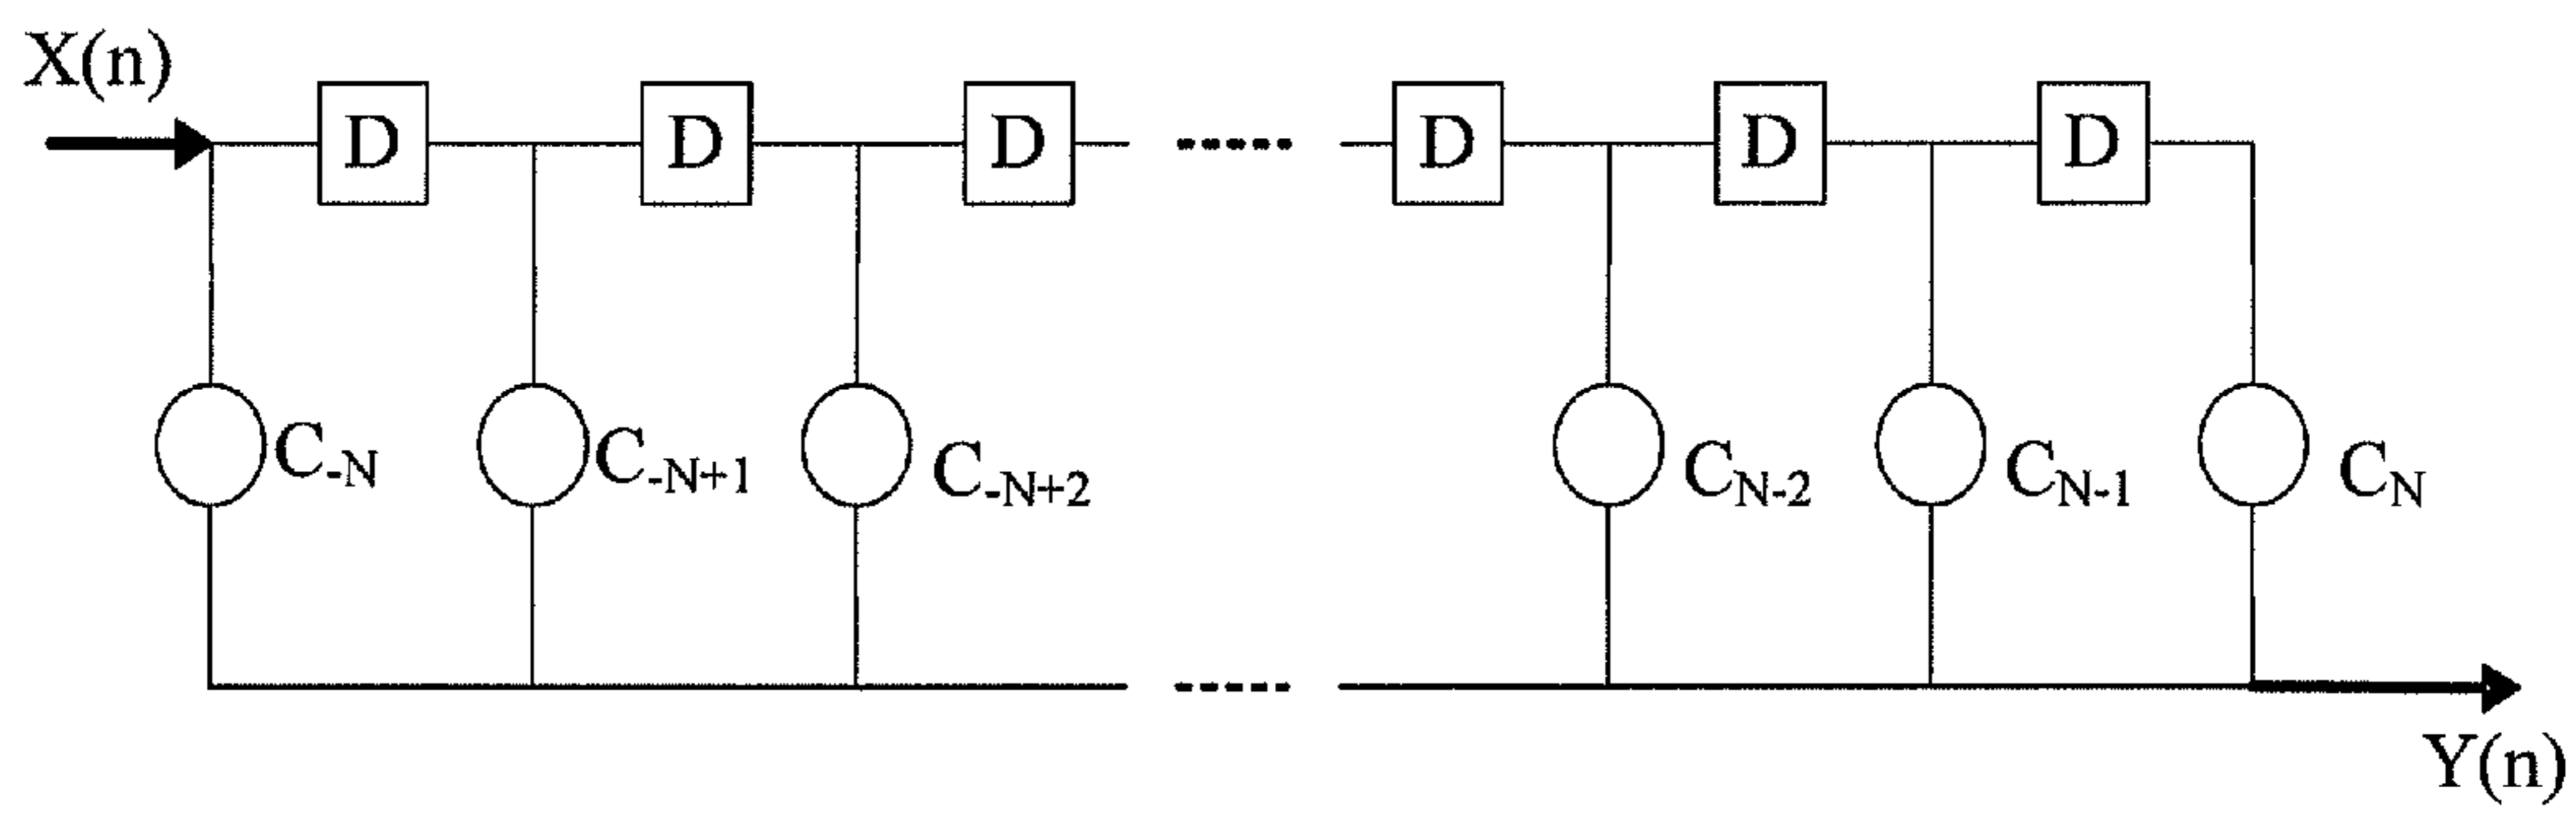 X(n)
D D D ----- D D D
C-N C-N+1 C-N+2 CN-2 CN-1 CN
Y(n)